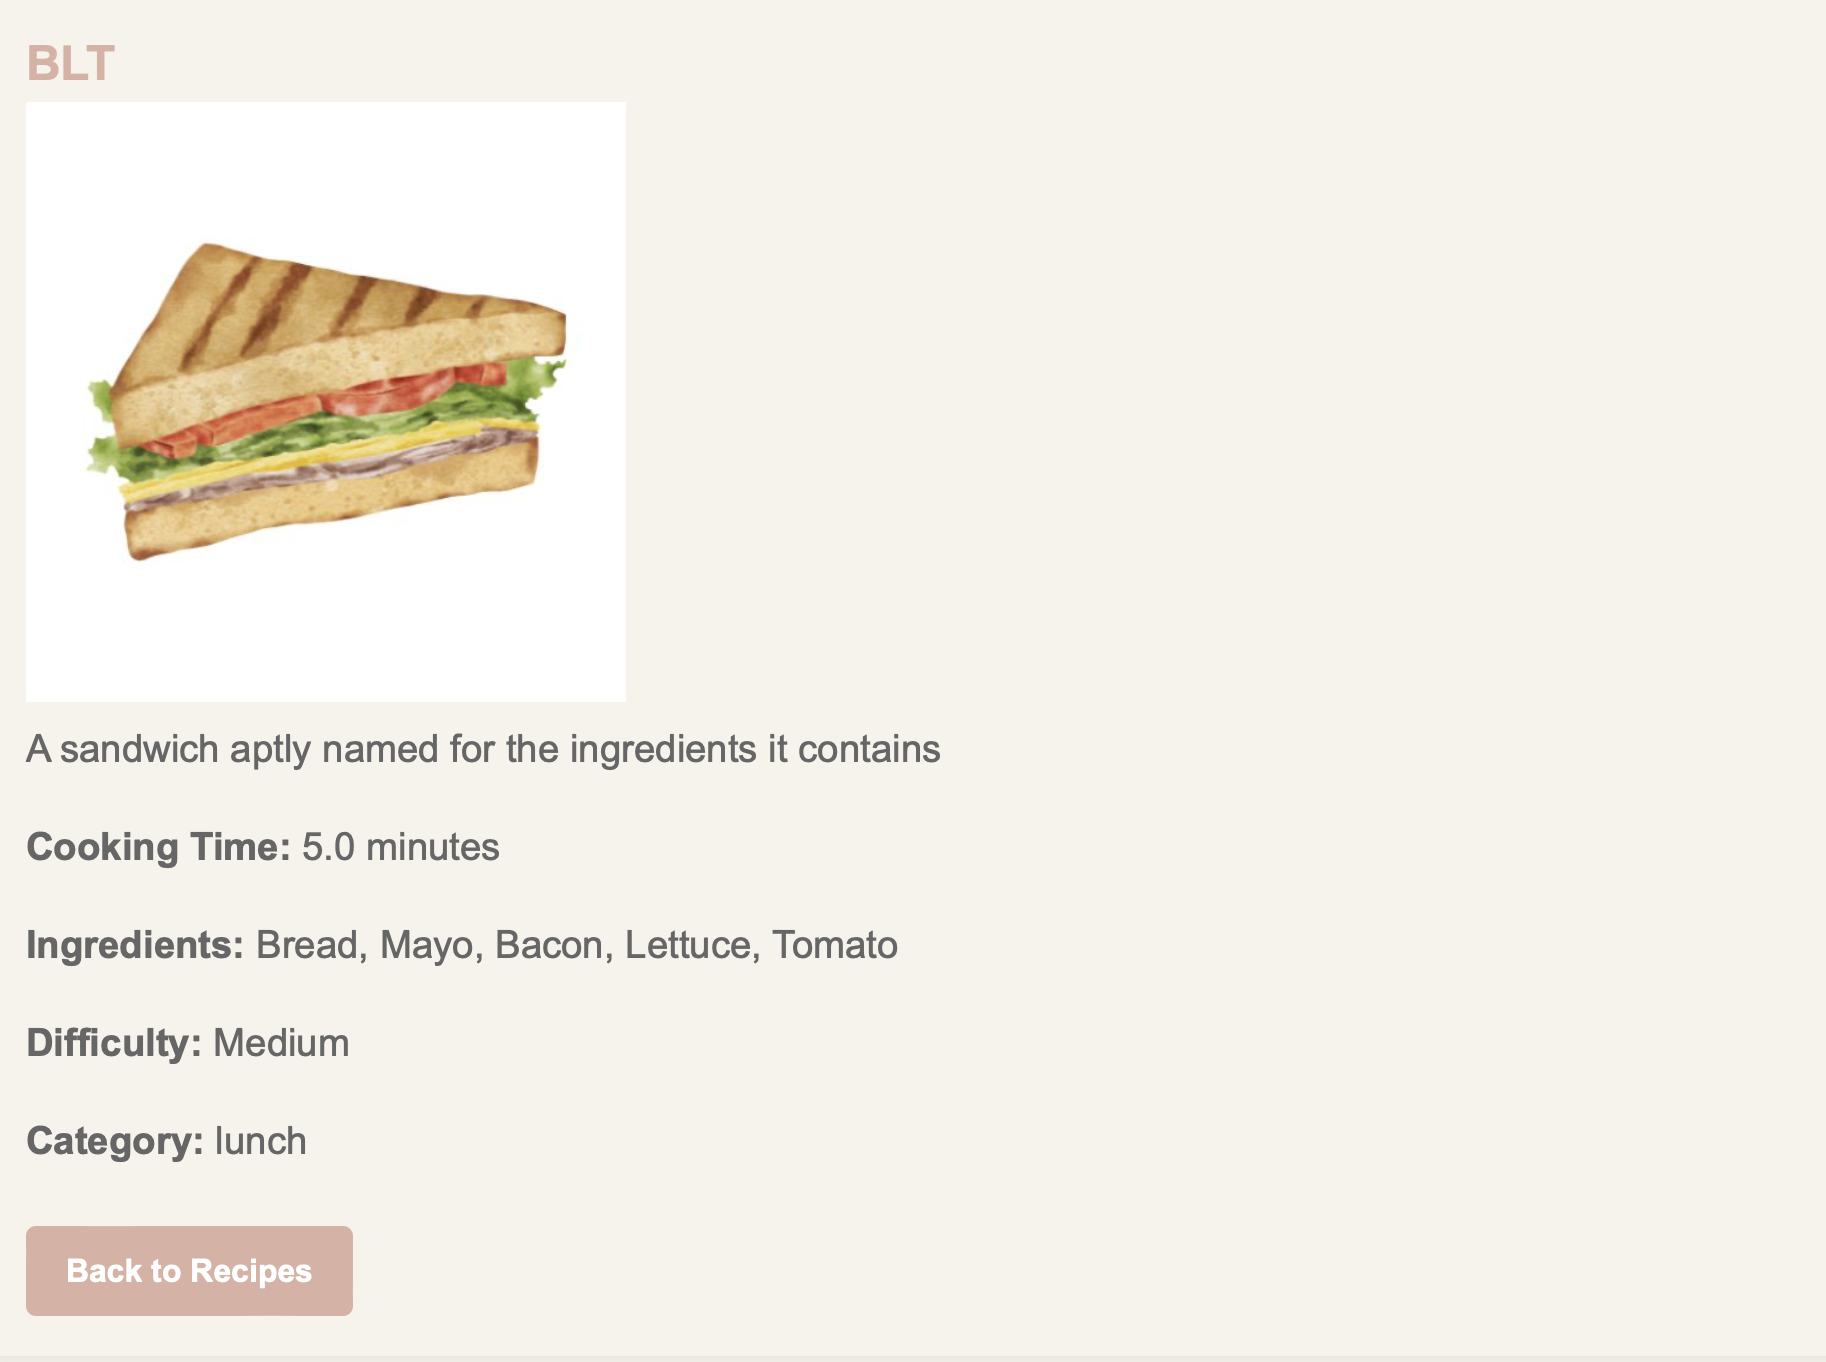 BLT
A sandwich aptly named for the ingredients it contains
Cooking Time: 5.0 minutes
Ingredients: Bread, Mayo, Bacon, Lettuce, Tomato
Difficulty: Medium
Category: lunch
Back to Recipes